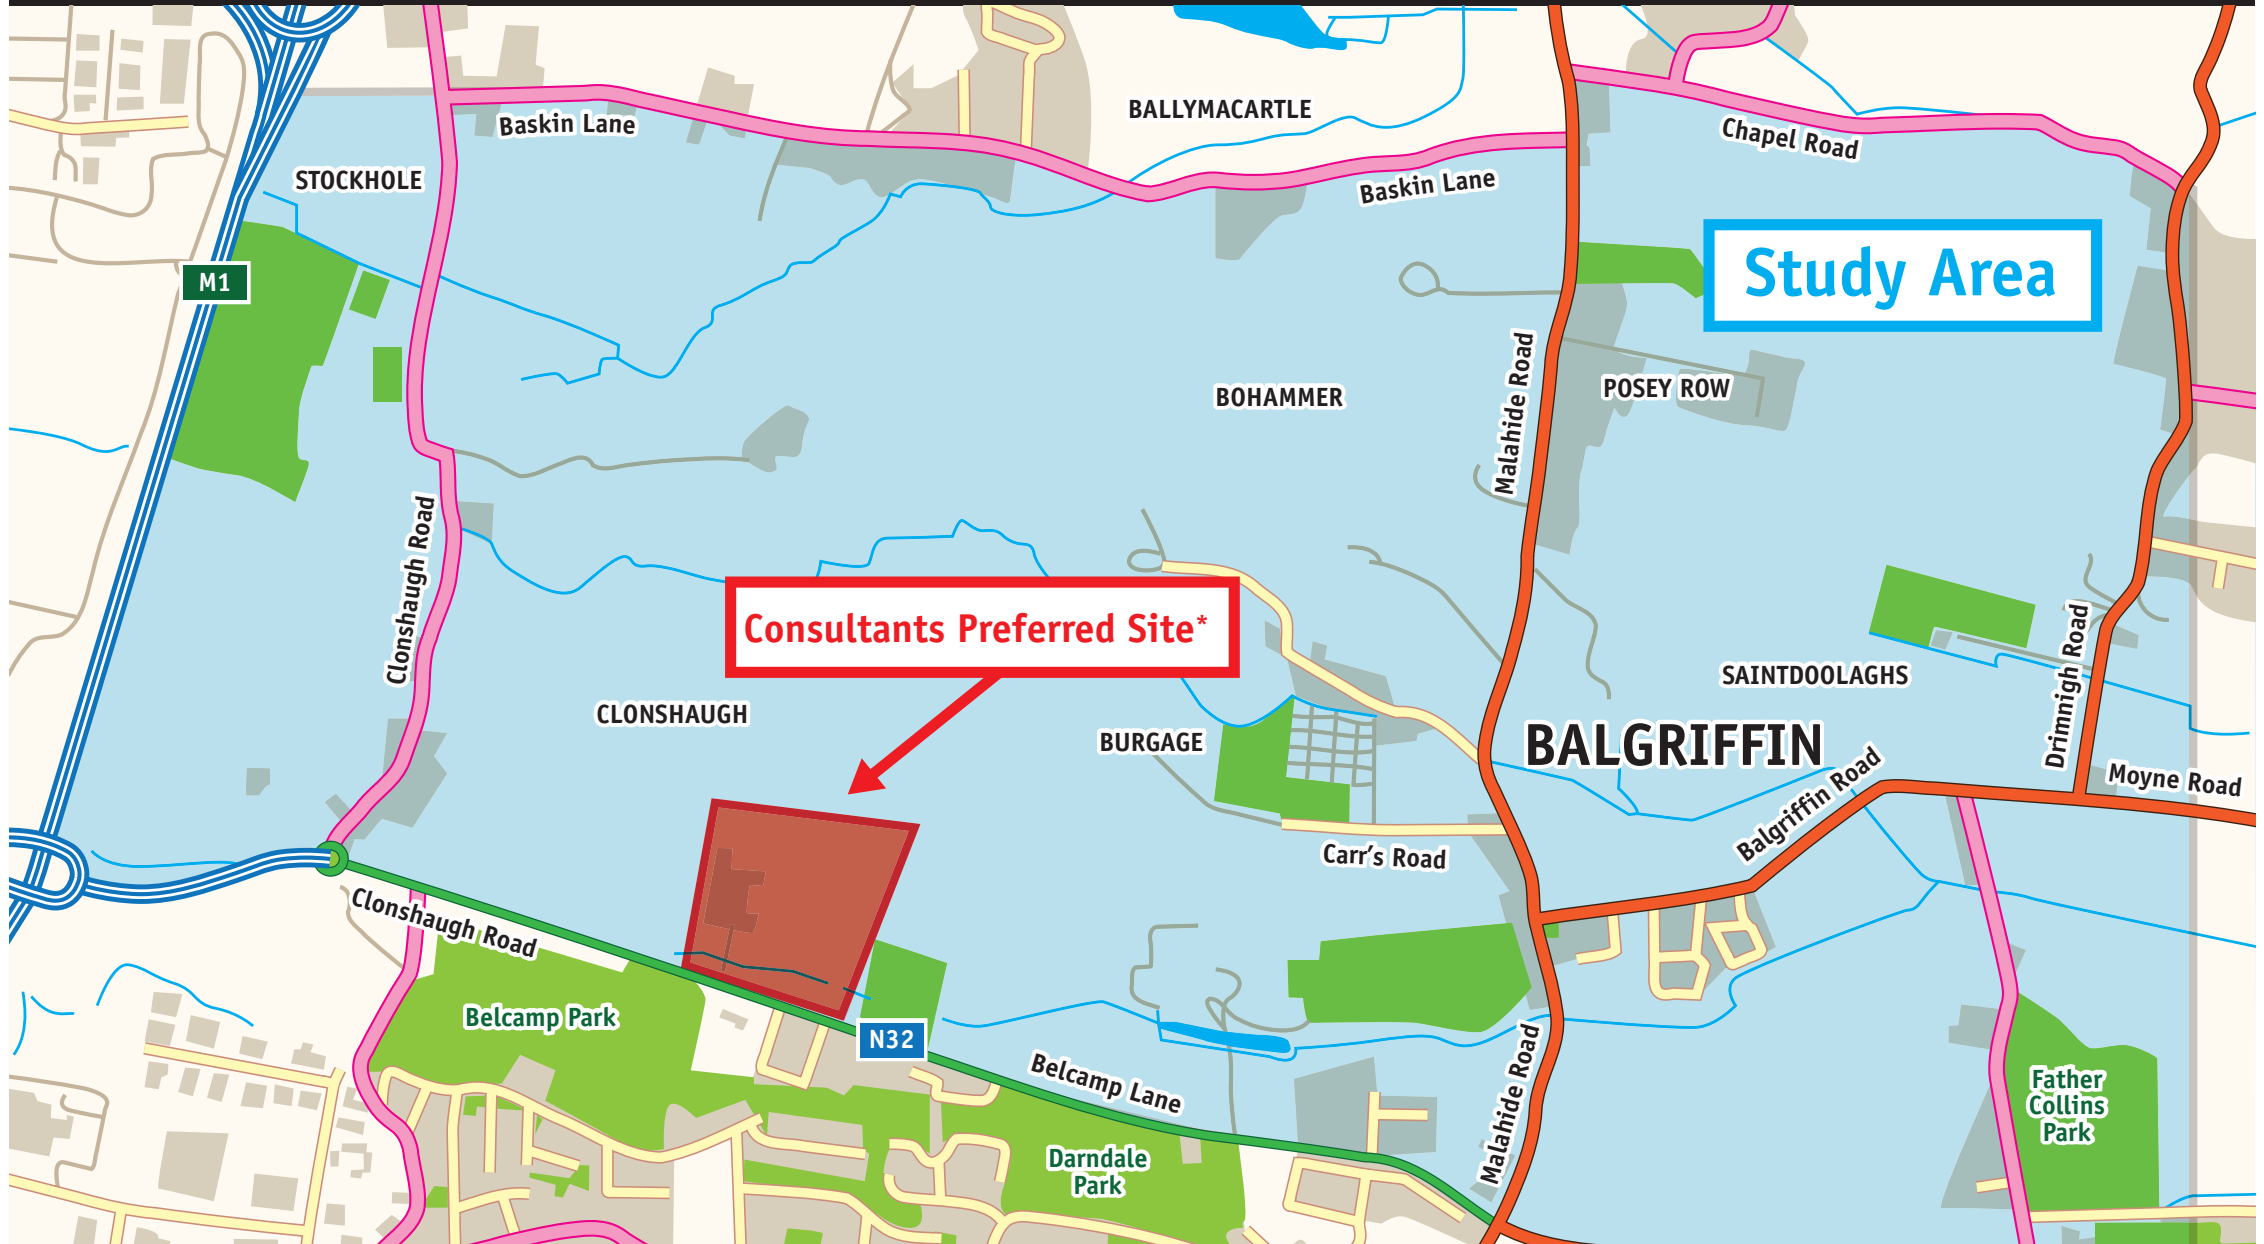 BALLYMACARTLE
Baskin Lane
Chapel Road
STOCKHOLE
Baskin Lane
M1
Study Area
Malahide Road
BOHAMMER
POSEY ROW
Clonshaugh Road
Consultants Preferred Site*
Drimnigh Road
SAINTDOOLAGHS
CLONSHAUGH
BURGAGE
BALGRIFFIN
Balgriffin Road
Moyne Road
Carr's Road
Clonshaugh Road
Belcamp Park
N32
Belcamp Lane
Malahide Road
Father
Collins
Park
Darndale
Park